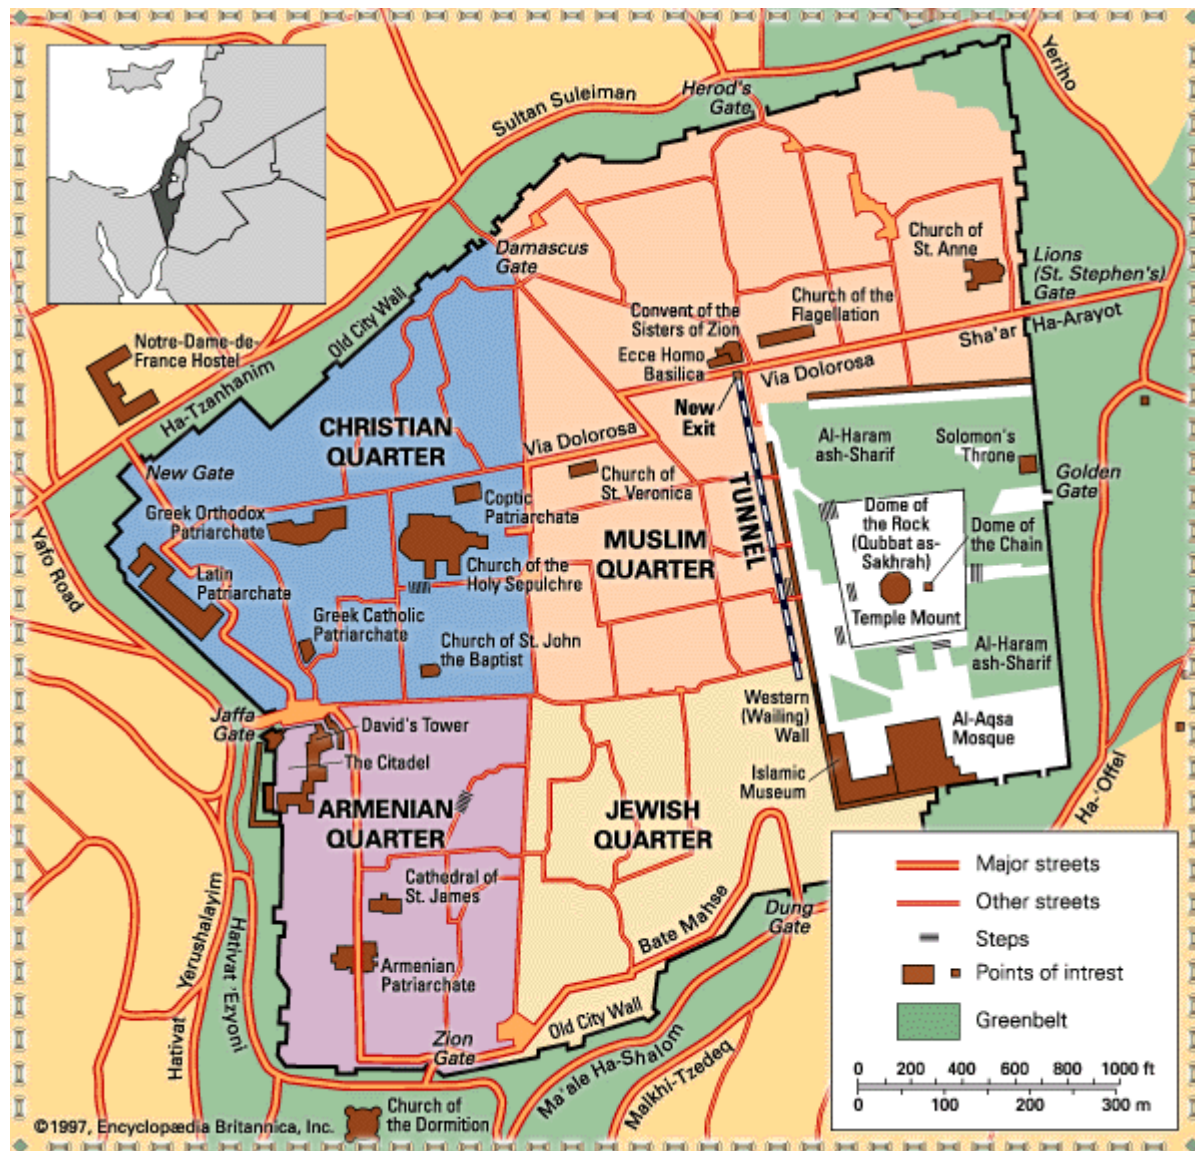 Sultan Suleiman
Herod's
Gate
Yeriho
Damascus
Gate
Church of
St. Anne
Lions
(St. Stephen's)
Gate
Old City Wall
Notre-Dame-de-
France Hostel
Ha-Tzanhanim
Convent of the
Sisters of Zion
Church of the
Flagellation
Ecce Homo
Basilica
Sha'ar Ha-Arayot
Via Dolorosa
New
Exit
CHRISTIAN
QUARTER
Via Dolorosa
New Gate
Al-Haram
ash-Sharif
Solomon's
Throne
Golden
Gate
Church of
St. Veronica
TUNNEL
Greek Orthodox
Patriarchate
Coptic
Patriarchate
Dome of
the Rock
(Qubbat as-
Sakhrah)
Dome of
the Chain
MUSLIM
QUARTER
Yafo Road
Latin
Patriarchate
Church of the
Holy Sepulchre
Greek Catholic
Patriarchate
Temple Mount
Church of St. John
the Baptist
Al-Haram
ash-Sharif
Western
(Wailing)
Wall
Jaffa
Gate
David's Tower
The Citadel
Al-Aqsa
Mosque
Islamic
Museum
Ha-'Offel
ARMENIAN
QUARTER
JEWISH
QUARTER
Cathedral of
St. James
Bate Mahse
Dung
Gate
Hativat Yerushalayim
Hativat 'Ezyoni
Armenian
Patriarchate
Old City Wall
Zion
Gate
Ma'ale Ha-Shalom
Malkhi-Tzedeq
Church of
the Dormition
©1997, Encyclopædia Britannica, Inc.
Major streets
Other streets
Steps
Points of intrest
Greenbelt
0 200 400 600 800 1000 ft
0 100 200 300 m